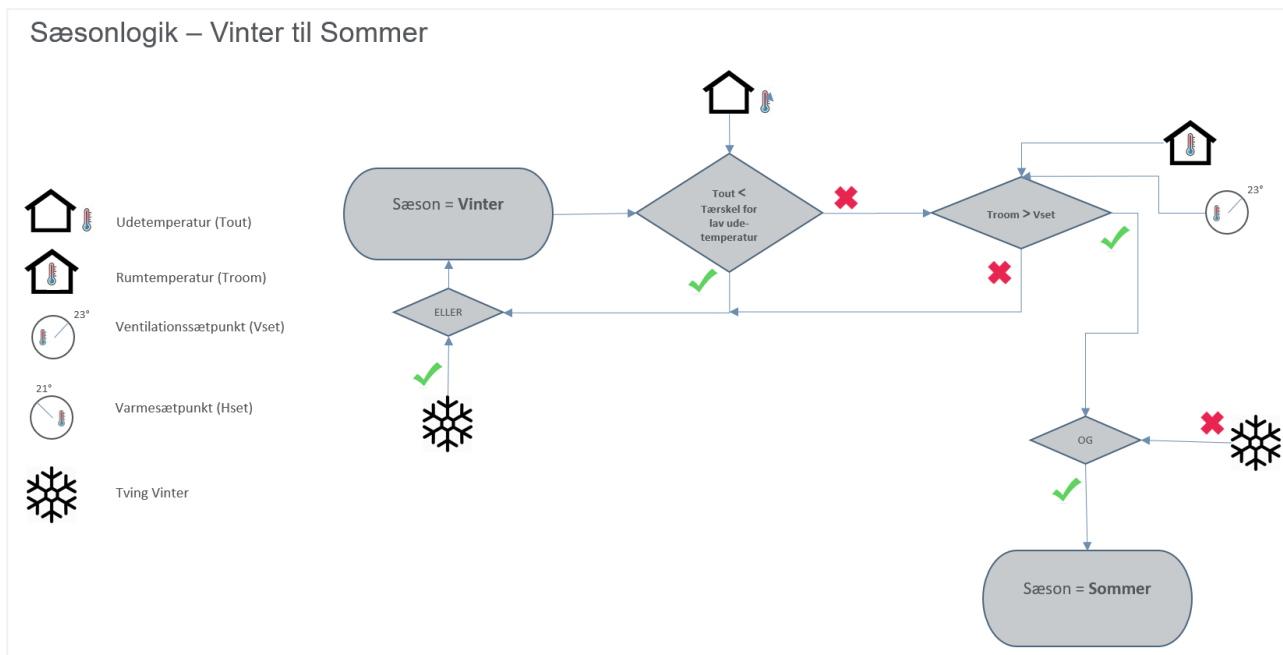 Sæsonlogik – Vinter til Sommer
Udetemperatur (Tout)
Rumtemperatur (Troom)
23°
Ventilationssætpunkt (Vset)
21°
Varmesætpunkt (Hset)
Tving Vinter
Sæson = Vinter
Tout <
Tærskel for
lav ude-
temperatur
Troom > Vset
23°
ELLER
OG
Sæson = Sommer